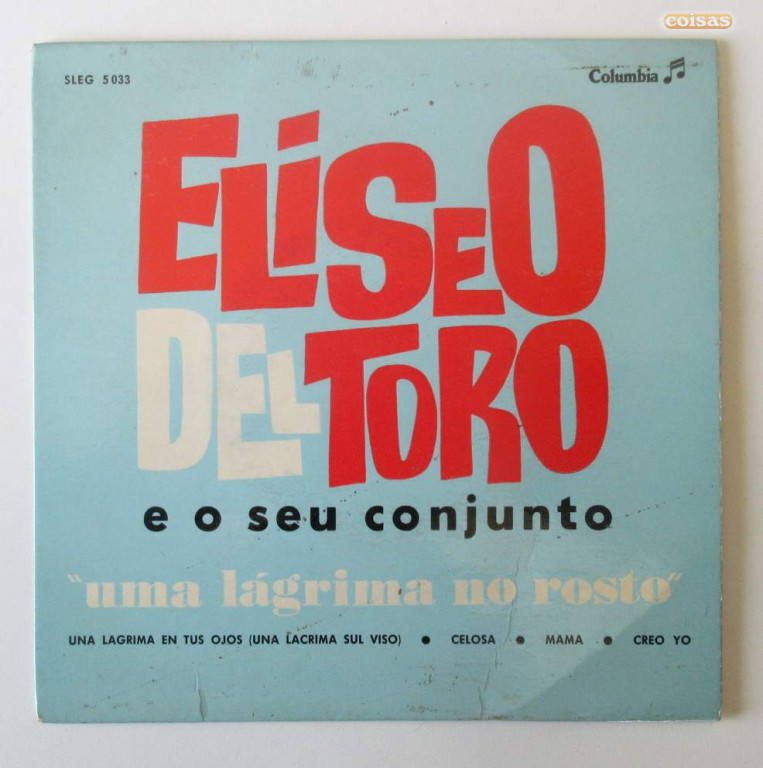 coisas
SLEG 5033
Columbia
ELISEO
DEL TORO
e o seu conjunto
"uma lágrima no rosto"
UNA LAGRIMA EN TUS OJOS (UNA LACRIMA SUL VISO) • CELOSA • MAMA • CREO YO